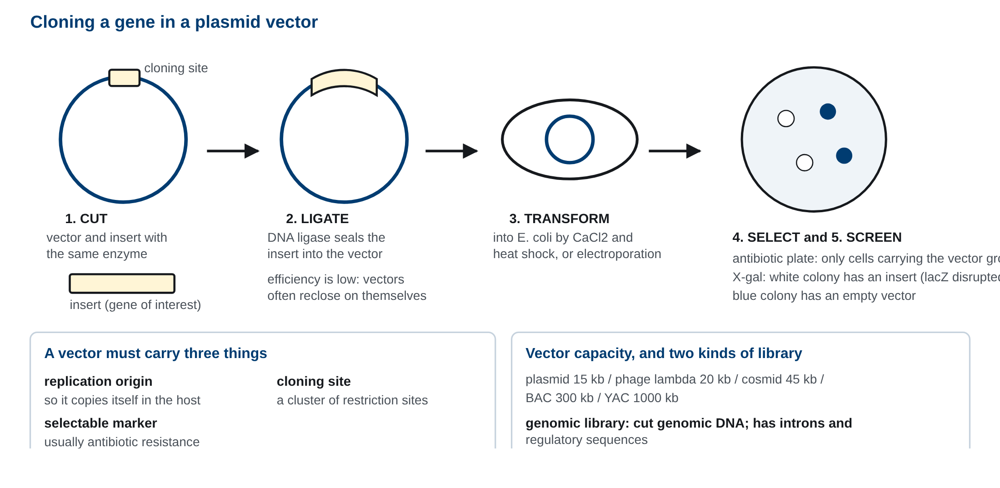 Cloning a gene in a plasmid vector
cloning site
1. CUT
vector and insert with
the same enzyme
insert (gene of interest)
2. LIGATE
DNA ligase seals the
insert into the vector
efficiency is low: vectors
often reclose on themselves
3. TRANSFORM
into E. coli by CaCl2 and
heat shock, or electroporation
4. SELECT and 5. SCREEN
antibiotic plate: only cells carrying the vector
X-gal: white colony has an insert (lacZ disrupted
blue colony has an empty vector
A vector must carry three things
replication origin
so it copies itself in the host
cloning site
a cluster of restriction sites
selectable marker
usually antibiotic resistance
Vector capacity, and two kinds of library
plasmid 15 kb / phage lambda 20 kb / cosmid 45 kb /
BAC 300 kb / YAC 1000 kb
genomic library: cut genomic DNA; has introns and
regulatory sequences